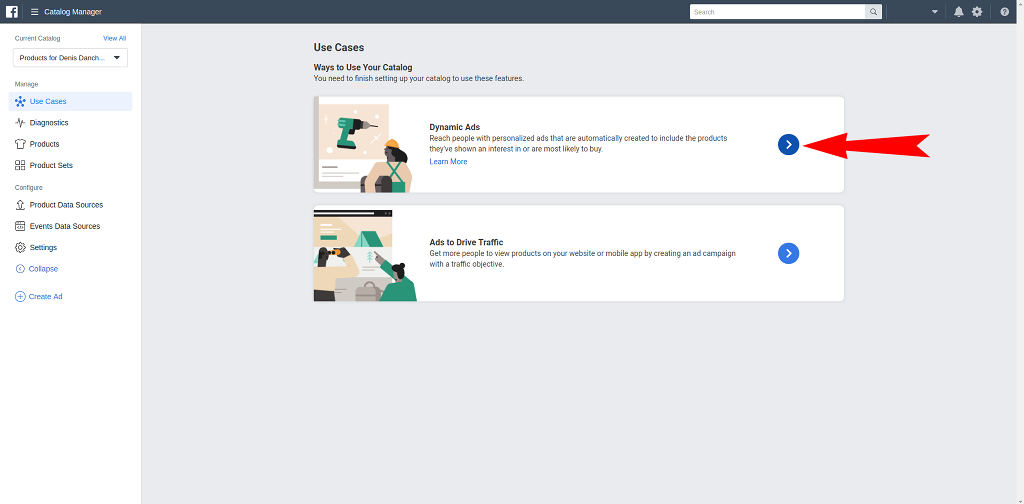 Catalog Manager
Search
Current Catalog
View All
Products for Denis Danch...
Manage
Use Cases
Diagnostics
Products
Product Sets
Configure
Product Data Sources
Events Data Sources
Settings
Collapse
Create Ad
Use Cases
Ways to Use Your Catalog
You need to finish setting up your catalog to use these features.
Dynamic Ads
Reach people with personalized ads that are automatically created to include the products
they've shown an interest in or are most likely to buy.
Learn More
Ads to Drive Traffic
Get more people to view products on your website or mobile app by creating an ad campaign
with a traffic objective.